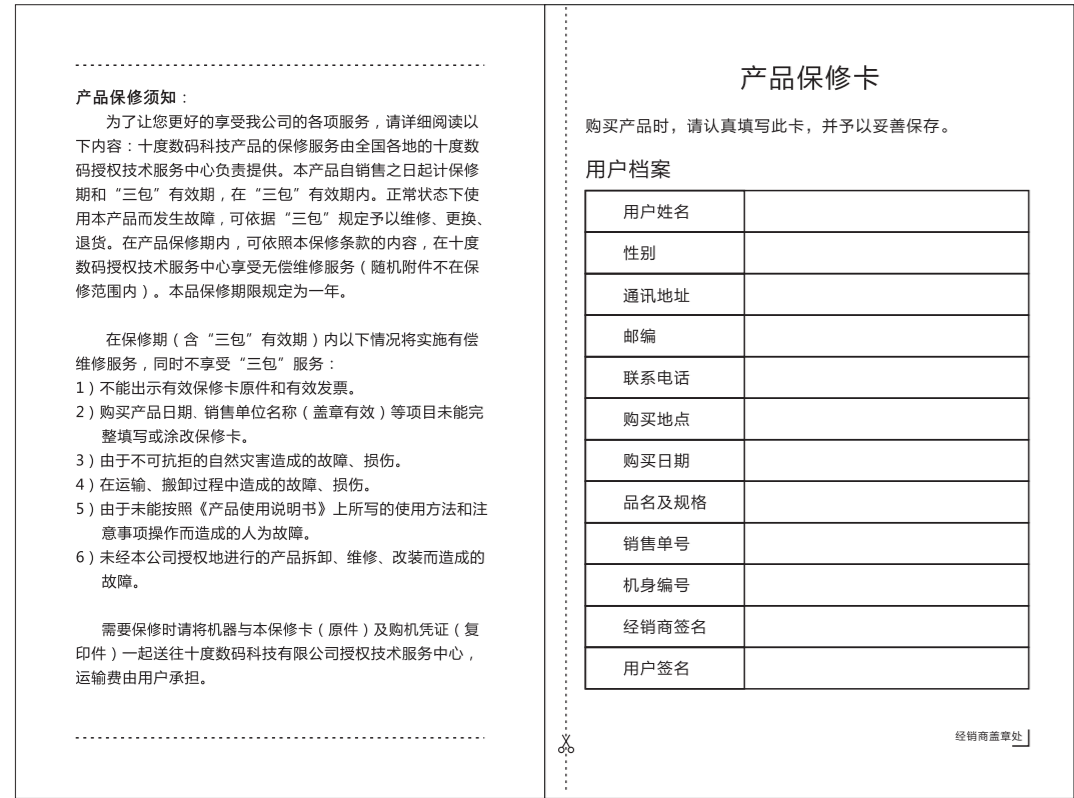 产品保修须知：
为了让您更好的享受我公司的各项服务，请详细阅读以
下内容：十度数码科技产品的保修服务由全国各地的十度数
码授权技术服务中心负责提供。本产品自销售之日起计保修
期和“三包”有效期，在“三包”有效期内。正常状态下使
用本产品而发生故障，可依据“三包”规定予以维修、更换、
退货。在产品保修期内，可依照本保修条款的内容，在十度
数码授权技术服务中心享受无偿维修服务（随机附件不在保
修范围内）。本品保修期限规定为一年。
在保修期（含“三包”有效期）内以下情况将实施有偿
维修服务，同时不享受“三包”服务：
1）不能出示有效保修卡原件和有效发票。
2）购买产品日期、销售单位名称（盖章有效）等项目未能完
整填写或涂改保修卡。
3）由于不可抗拒的自然灾害造成的故障、损伤。
4）在运输、搬卸过程中造成的故障、损伤。
5）由于未能按照《产品使用说明书》上所写的使用方法和注
意事项操作而造成的人为故障。
6）未经本公司授权地进行的产品拆卸、维修、改装而造成的
故障。
需要保修时请将机器与本保修卡（原件）及购机凭证（复
印件）一起送往十度数码科技有限公司授权技术服务中心，
运输费由用户承担。
产品保修卡
购买产品时，请认真填写此卡，并予以妥善保存。
用户档案
用户姓名
性别
通讯地址
邮编
联系电话
购买地点
购买日期
品名及规格
销售单号
机身编号
经销商签名
用户签名
经销商盖章处